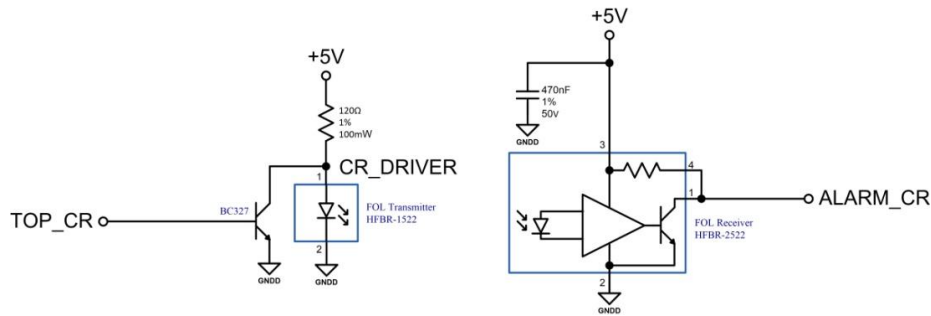 +5V
120Ω
1%
100mW
CR_DRIVER
1
TOP_CR
BC327
FOL Transmitter
HFBR-1522
2
GNDD
GNDD
+5V
470nF
1%
50v
GNDD
3
4
1
ALARM_CR
FOL Receiver
HFBR-2522
2
GNDD